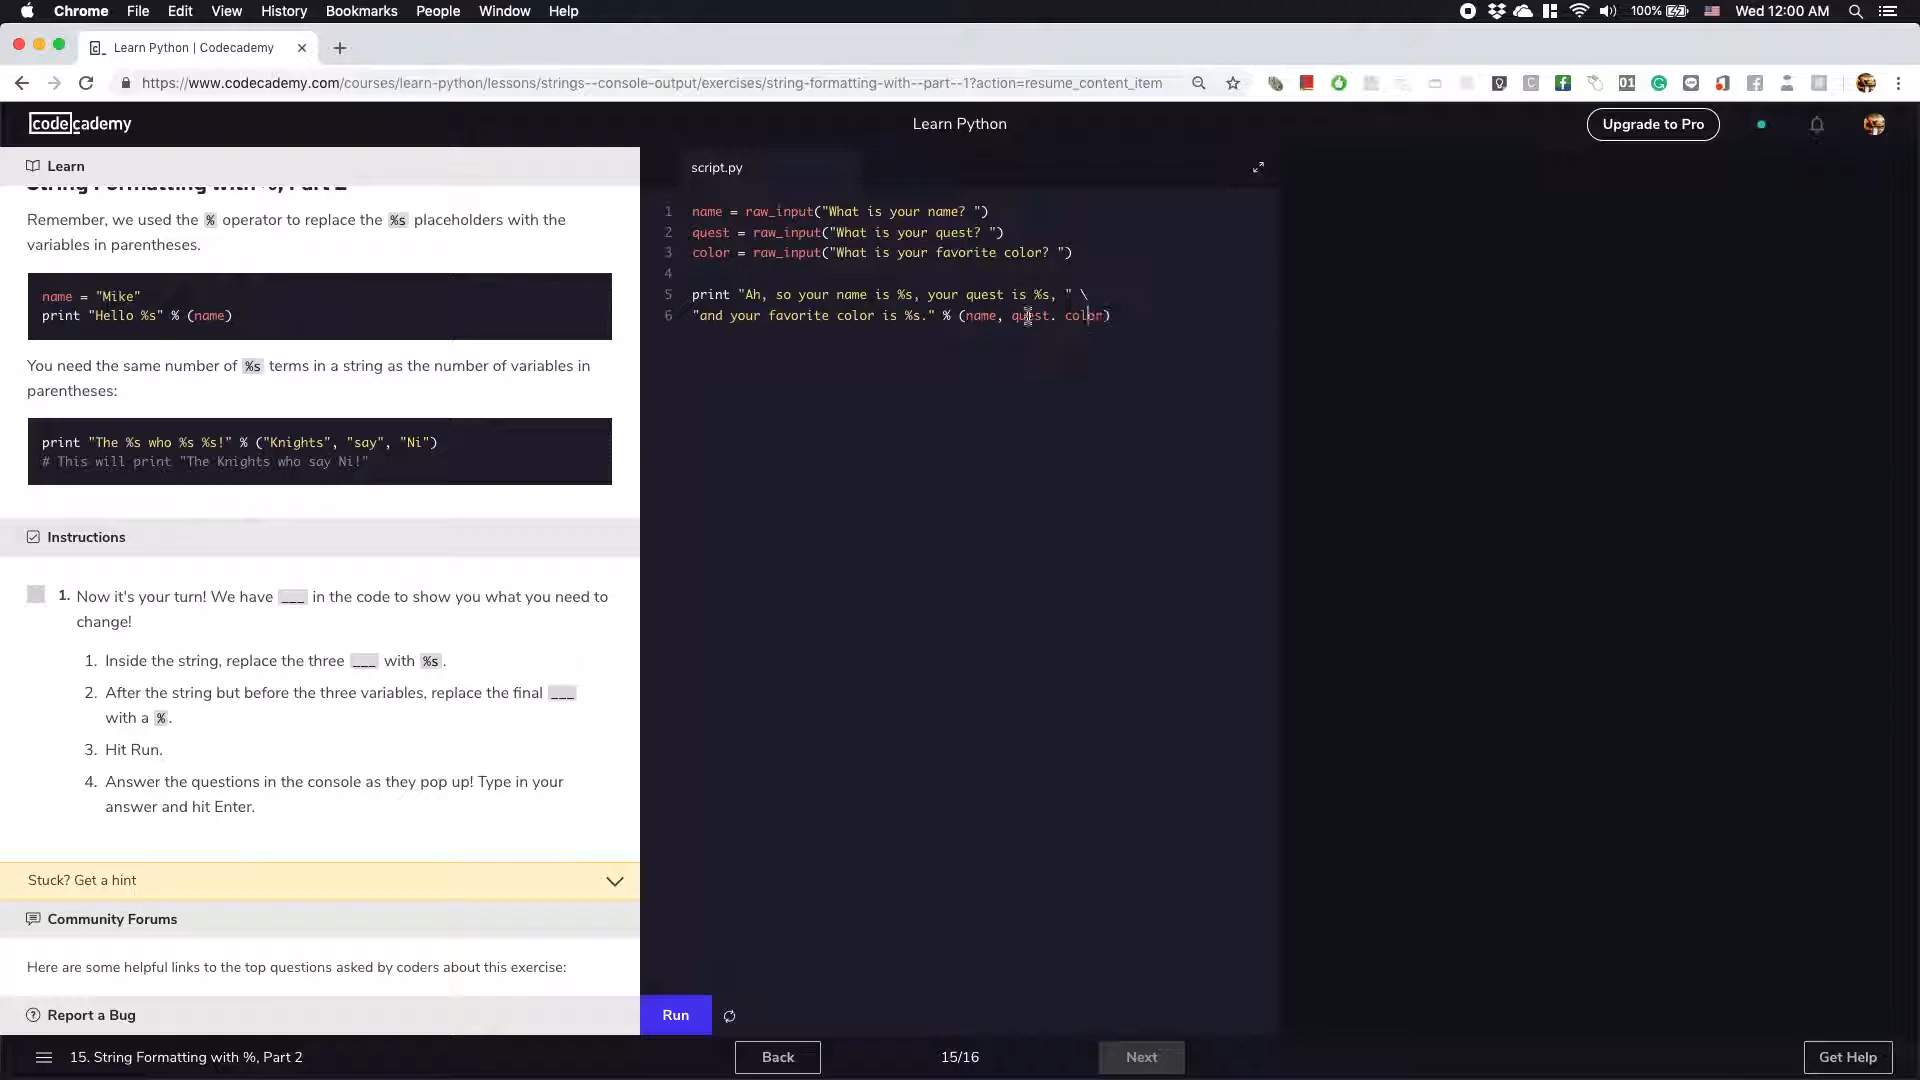 Chrome File Edit View History Bookmarks People Window Help 100% Wed 12:00 AM
Learn Python | Codecademy
https://www.codecademy.com/courses/learn-python/lessons/strings--console-output/exercises/string-formatting-with--part--1?action=resume_content_item
codecademy
Learn Python
Upgrade to Pro
Learn
String Formatting with %, Part 2
Remember, we used the % operator to replace the %s placeholders with the
variables in parentheses.
name = "Mike"
print "Hello %s" % (name)
You need the same number of %s terms in a string as the number of variables in
parentheses:
print "The %s who %s %s!" % ("Knights", "say", "Ni")
# This will print "The Knights who say Ni!"
Instructions
1. Now it's your turn! We have ___ in the code to show you what you need to
change!
1. Inside the string, replace the three ___ with %s.
2. After the string but before the three variables, replace the final ___
with a %.
3. Hit Run.
4. Answer the questions in the console as they pop up! Type in your
answer and hit Enter.
Stuck? Get a hint
Community Forums
Here are some helpful links to the top questions asked by coders about this exercise:
Report a Bug
script.py
1 name = raw_input("What is your name? ")
2 quest = raw_input("What is your quest? ")
3 color = raw_input("What is your favorite color? ")
4
5 print "Ah, so your name is %s, your quest is %s, " \
6 "and your favorite color is %s." % (name, quest. color)
Run
15. String Formatting with %, Part 2
Back
15/16
Next
Get Help